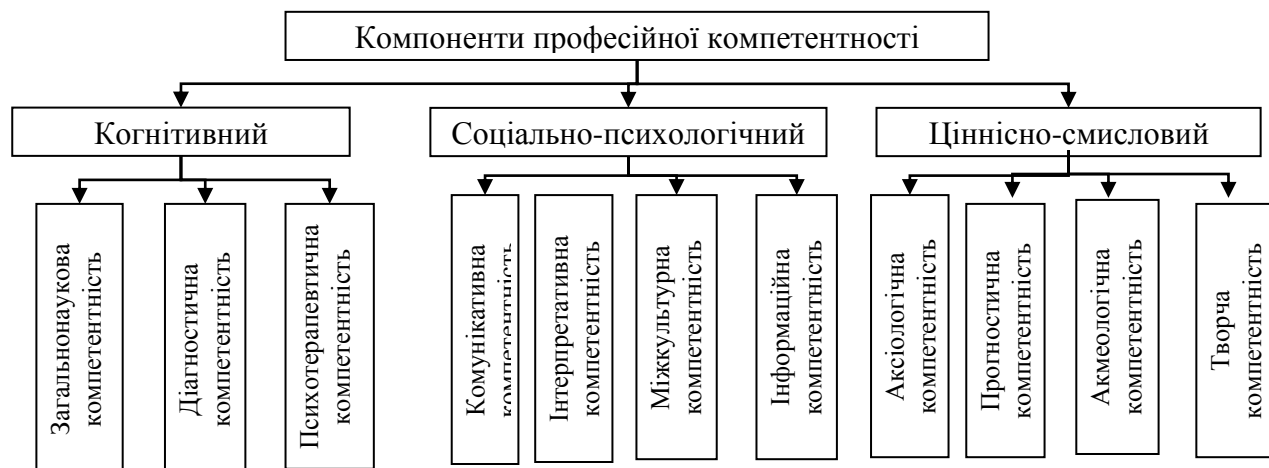 Компоненти професійної компетентності
Когнітивний
Соціально-психологічний
Ціннісно-смисловий
Загальнонаукова
компетентність
Діагностична
компетентність
Психотерапевтична
компетентність
Комунікативна
компетентність
Інтерпретативна
компетентність
Міжкультурна
компетентність
Інформаційна
компетентність
Аксіологічна
компетентність
Прогностична
компетентність
Акмеологічна
компетентність
Творча
компетентність